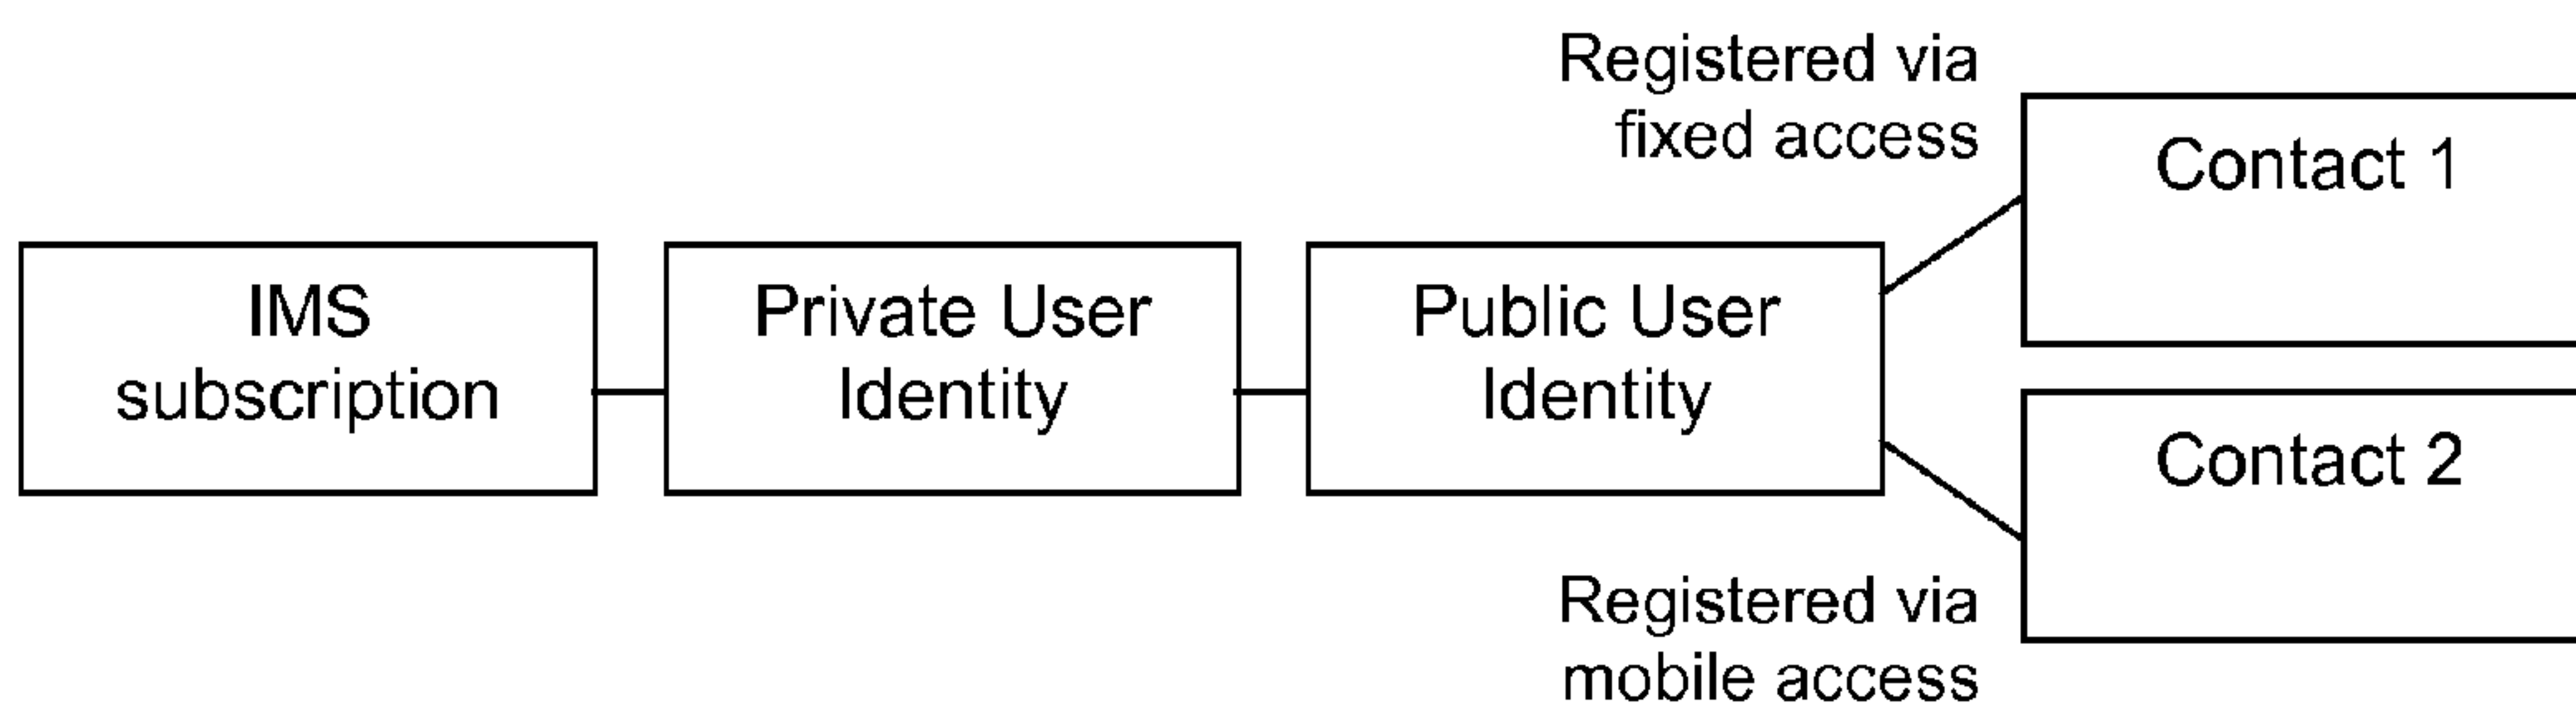 Registered via
fixed access
Contact 1
IMS
subscription
Private User
Identity
Public User
Identity
Contact 2
Registered via
mobile access